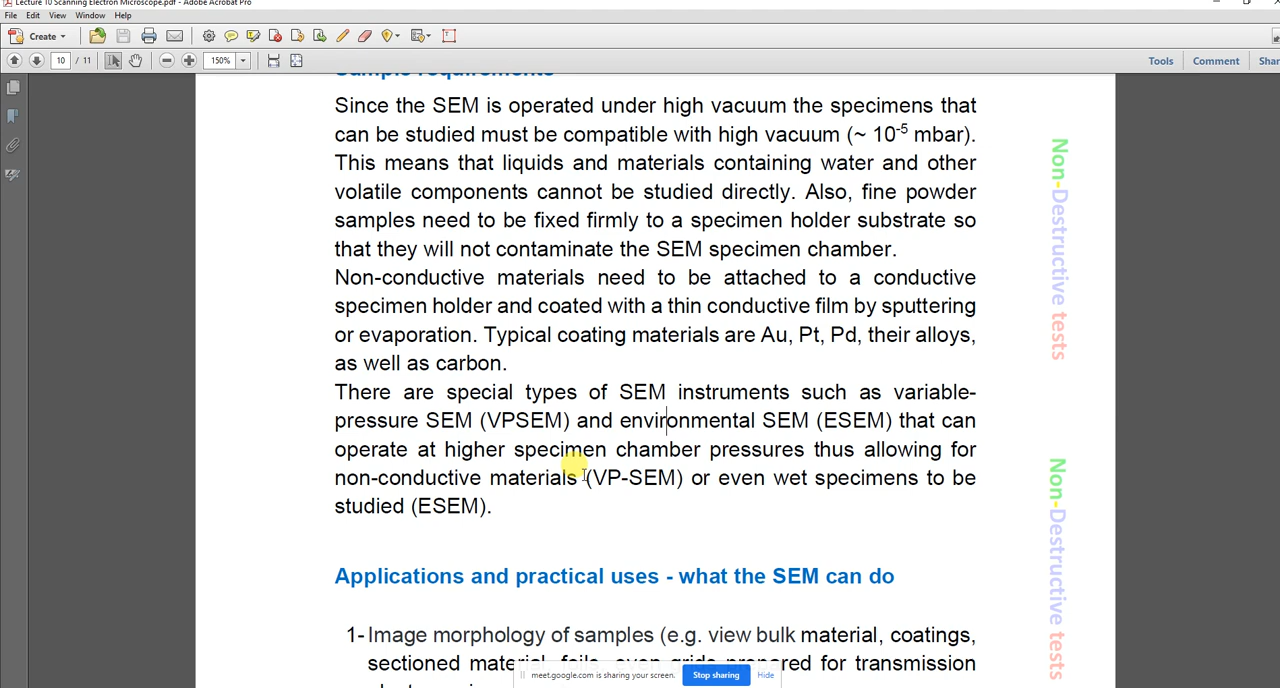 Lecture 10 Scanning Electron Microscope.pdf - Adobe Acrobat Pro
File Edit View Window Help
Create
10 / 11 150% Tools Comment
Sample requirements
Since the SEM is operated under high vacuum the specimens that
can be studied must be compatible with high vacuum (~ 10-5 mbar).
This means that liquids and materials containing water and other
volatile components cannot be studied directly. Also, fine powder
samples need to be fixed firmly to a specimen holder substrate so
that they will not contaminate the SEM specimen chamber.
Non-conductive materials need to be attached to a conductive
specimen holder and coated with a thin conductive film by sputtering
or evaporation. Typical coating materials are Au, Pt, Pd, their alloys,
as well as carbon.
There are special types of SEM instruments such as variable-
pressure SEM (VPSEM) and environmental SEM (ESEM) that can
operate at higher specimen chamber pressures thus allowing for
non-conductive materials (VP-SEM) or even wet specimens to be
studied (ESEM).
Non-Destructive tests
Non-Destructive tests
Applications and practical uses - what the SEM can do
1- Image morphology of samples (e.g. view bulk material, coatings,
sectioned material, foils, even grids prepared for transmission
meet.google.com is sharing your screen. Stop sharing Hide